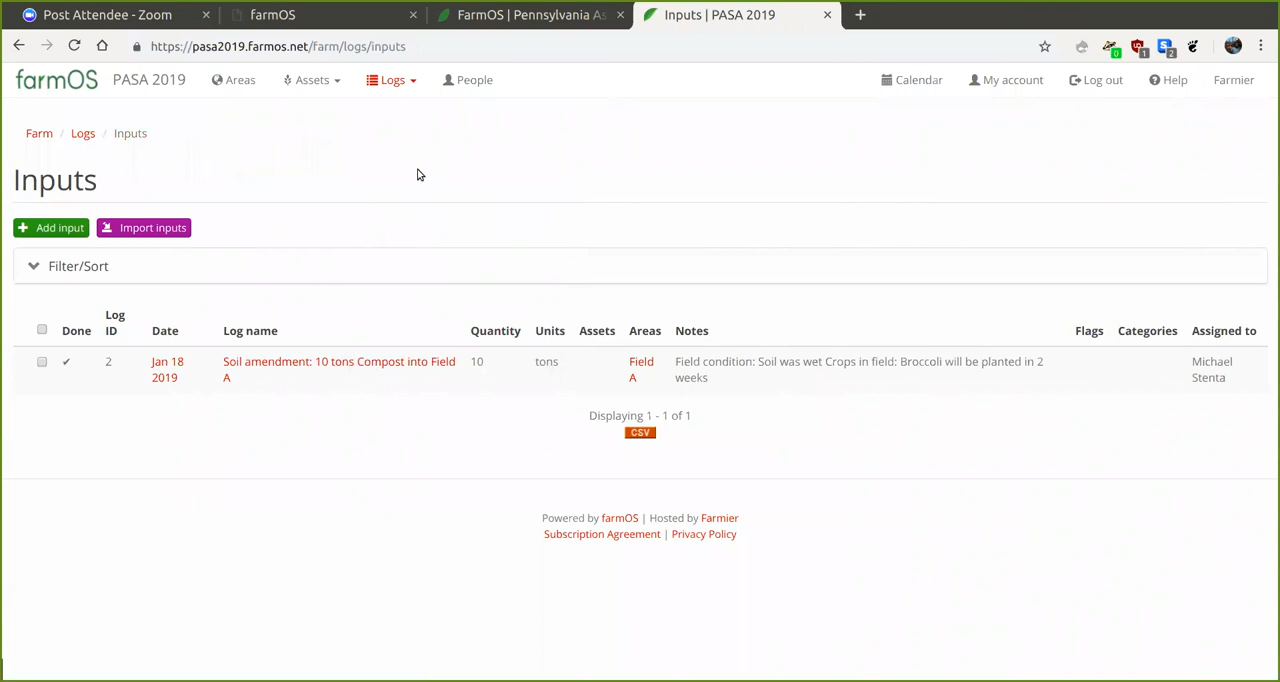 Post Attendee - Zoom
farmOS
FarmOS | Pennsylvania As
Inputs | PASA 2019
https://pasa2019.farmos.net/farm/logs/inputs
0
1
2
farmOS PASA 2019 Areas Assets Logs People Calendar My account Log out Help Farmier
Farm / Logs / Inputs
Inputs
+ Add input Import inputs
Filter/Sort
Done Log ID Date Log name Quantity Units Assets Areas Notes Flags Categories Assigned to
✔ 2 Jan 18 Soil amendment: 10 tons Compost into Field 10 tons Field Field condition: Soil was wet Crops in field: Broccoli will be planted in 2 Michael
2019 A A weeks Stenta
Displaying 1 - 1 of 1
CSV
Powered by farmOS | Hosted by Farmier
Subscription Agreement | Privacy Policy